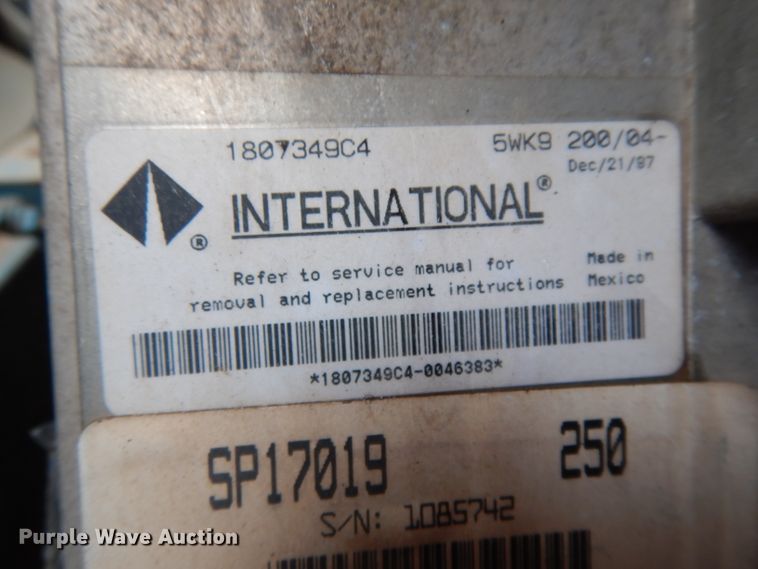 1807349C4 5WK9 200/04-
Dec/21/97
INTERNATIONAL®
®
Refer to service manual for
removal and replacement instructions
Made in
Mexico
*1807349C4-0046383*
SP17019 250
S/N: 1085742
Purple Wave Auction